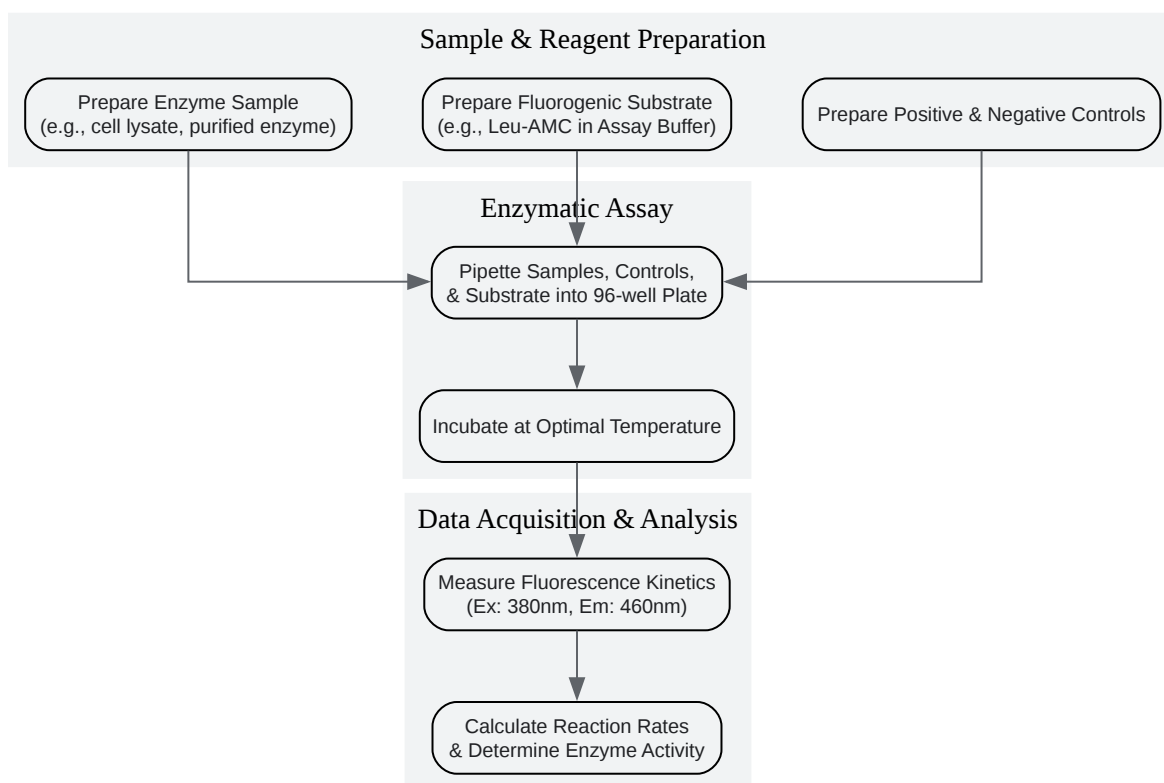 Sample & Reagent Preparation
Prepare Enzyme Sample
(e.g., cell lysate, purified enzyme)
Prepare Fluorogenic Substrate
(e.g., Leu-AMC in Assay Buffer)
Prepare Positive & Negative Controls
Enzymatic Assay
Pipette Samples, Controls,
& Substrate into 96-well Plate
Incubate at Optimal Temperature
Data Acquisition & Analysis
Measure Fluorescence Kinetics
(Ex: 380nm, Em: 460nm)
Calculate Reaction Rates
& Determine Enzyme Activity